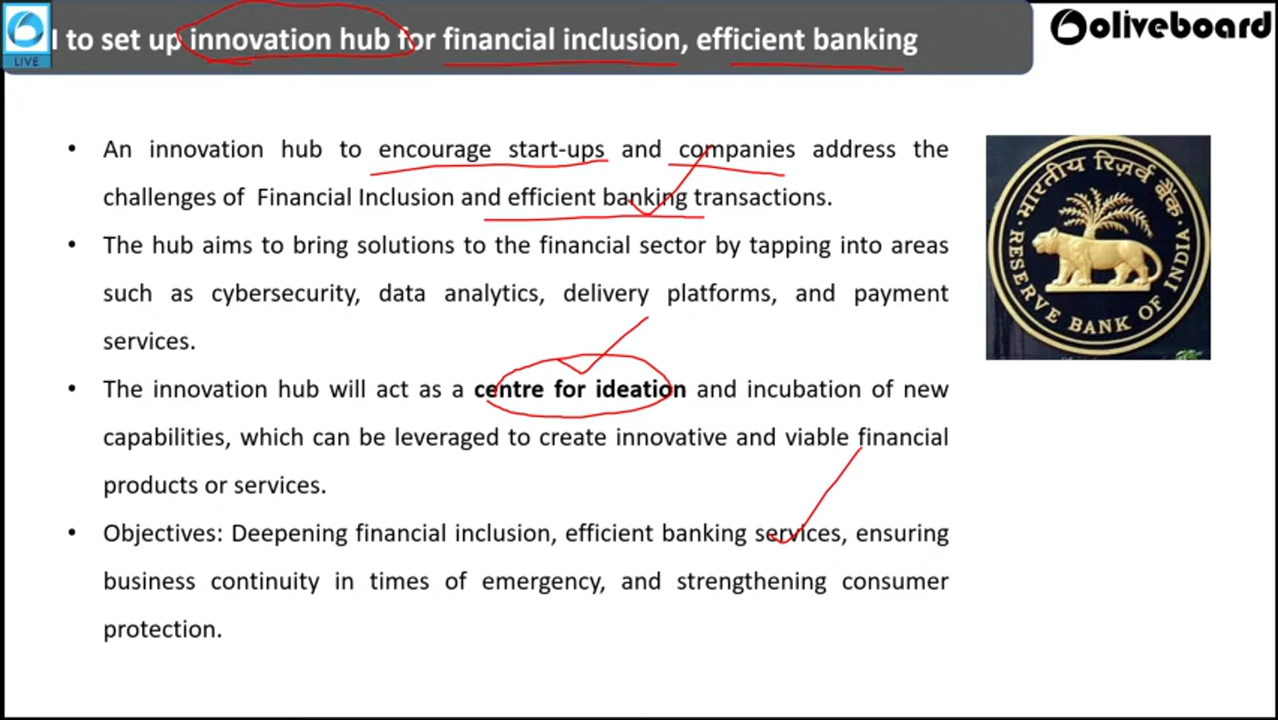 I to set up innovation hub for financial inclusion, efficient banking
LIVE
oliveboard
• An innovation hub to encourage start-ups and companies address the
challenges of Financial Inclusion and efficient banking transactions.
• The hub aims to bring solutions to the financial sector by tapping into areas
such as cybersecurity, data analytics, delivery platforms, and payment
services.
• The innovation hub will act as a centre for ideation and incubation of new
capabilities, which can be leveraged to create innovative and viable financial
products or services.
• Objectives: Deepening financial inclusion, efficient banking services, ensuring
business continuity in times of emergency, and strengthening consumer
protection.
भारतीय रिज़र्व बैंक
RESERVE BANK OF INDIA